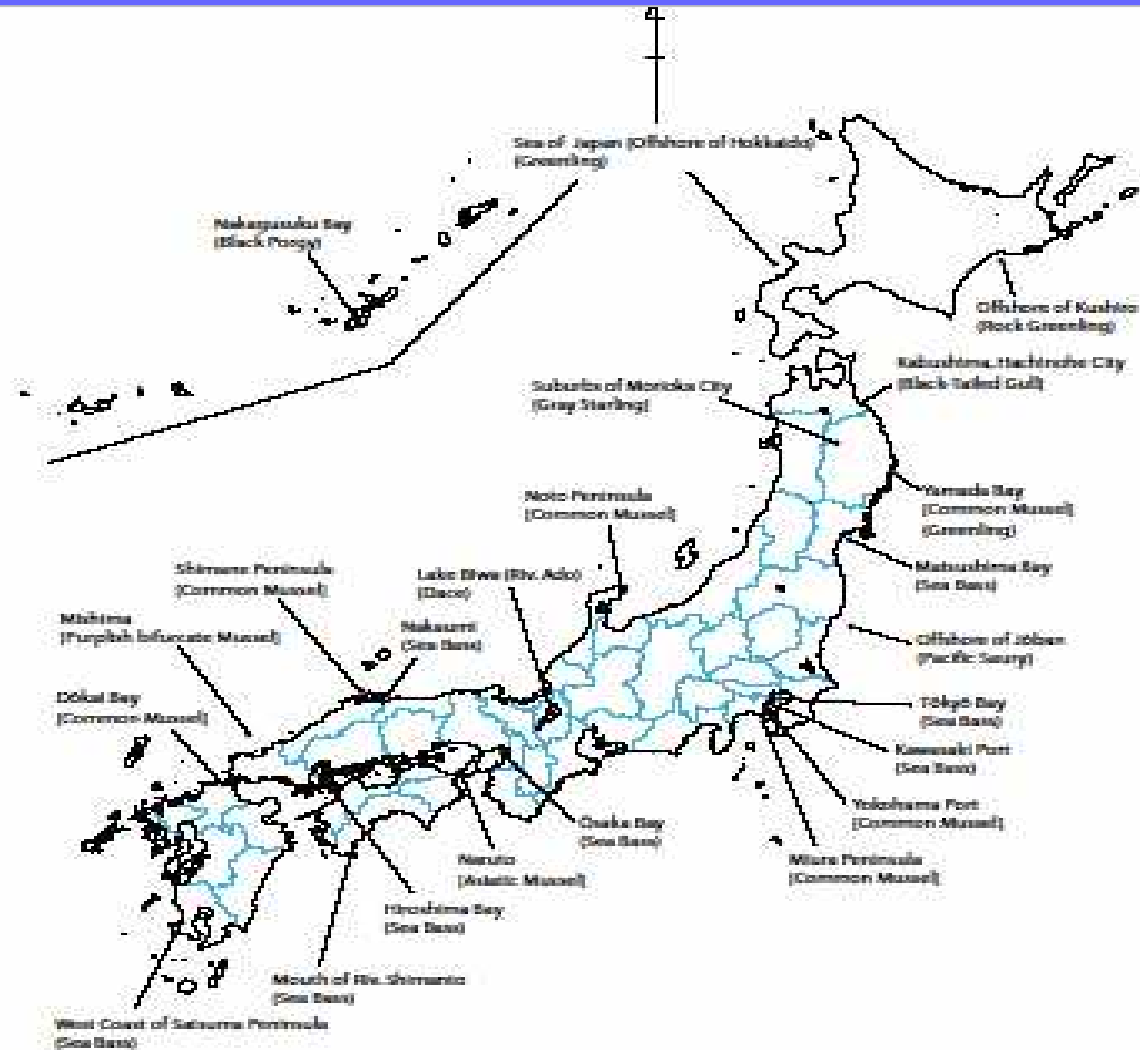 Sea of Japan (Offshore of Hokkaido)
(Greenling)
Nakagusuku Bay
(Black Porgy)
Offshore of Kushiro
(Rock Greenling)
Kabushima, Hachinohe City
(Black-Tailed Gull)
Suburbs of Morioka City
(Gray Starling)
Yamada Bay
(Common Mussel)
(Greenling)
Noto Peninsula
(Common Mussel)
Matsushima Bay
(Sea Bass)
Shimane Peninsula
(Common Mussel)
Lake Biwa (Riv. Ado)
(Dace)
Mishima
(Purplish bifurcate Mussel)
Nakaumi
(Sea Bass)
Offshore of Jōban
(Pacific Saury)
Dōkai Bay
(Common Mussel)
Tōkyō Bay
(Sea Bass)
Kawasaki Port
(Sea Bass)
Yokohama Port
(Common Mussel)
Ōsaka Bay
(Sea Bass)
Naruto
(Asiatic Mussel)
Miura Peninsula
(Common Mussel)
Hiroshima Bay
(Sea Bass)
Mouth of Riv. Shimanto
(Sea Bass)
West Coast of Satsuma Peninsula
(Sea Bass)